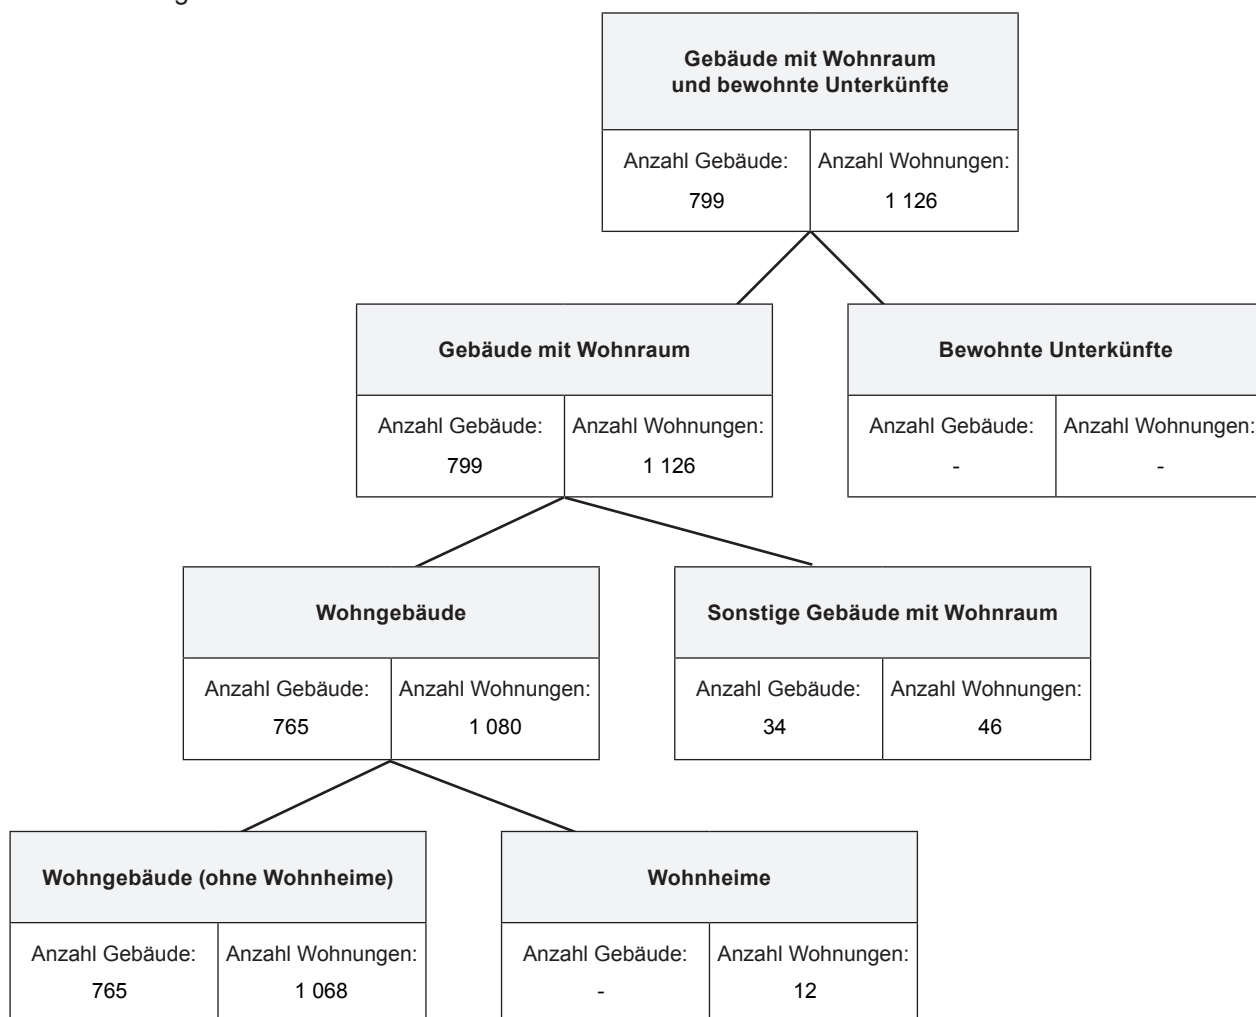 Gebäude mit Wohnraum
und bewohnte Unterkünfte
Anzahl Gebäude: Anzahl Wohnungen:
799 1 126
Gebäude mit Wohnraum
Anzahl Gebäude: Anzahl Wohnungen:
799 1 126
Bewohnte Unterkünfte
Anzahl Gebäude: Anzahl Wohnungen:
- -
Wohngebäude
Anzahl Gebäude: Anzahl Wohnungen:
765 1 080
Sonstige Gebäude mit Wohnraum
Anzahl Gebäude: Anzahl Wohnungen:
34 46
Wohngebäude (ohne Wohnheime)
Anzahl Gebäude: Anzahl Wohnungen:
765 1 068
Wohnheime
Anzahl Gebäude: Anzahl Wohnungen:
- 12